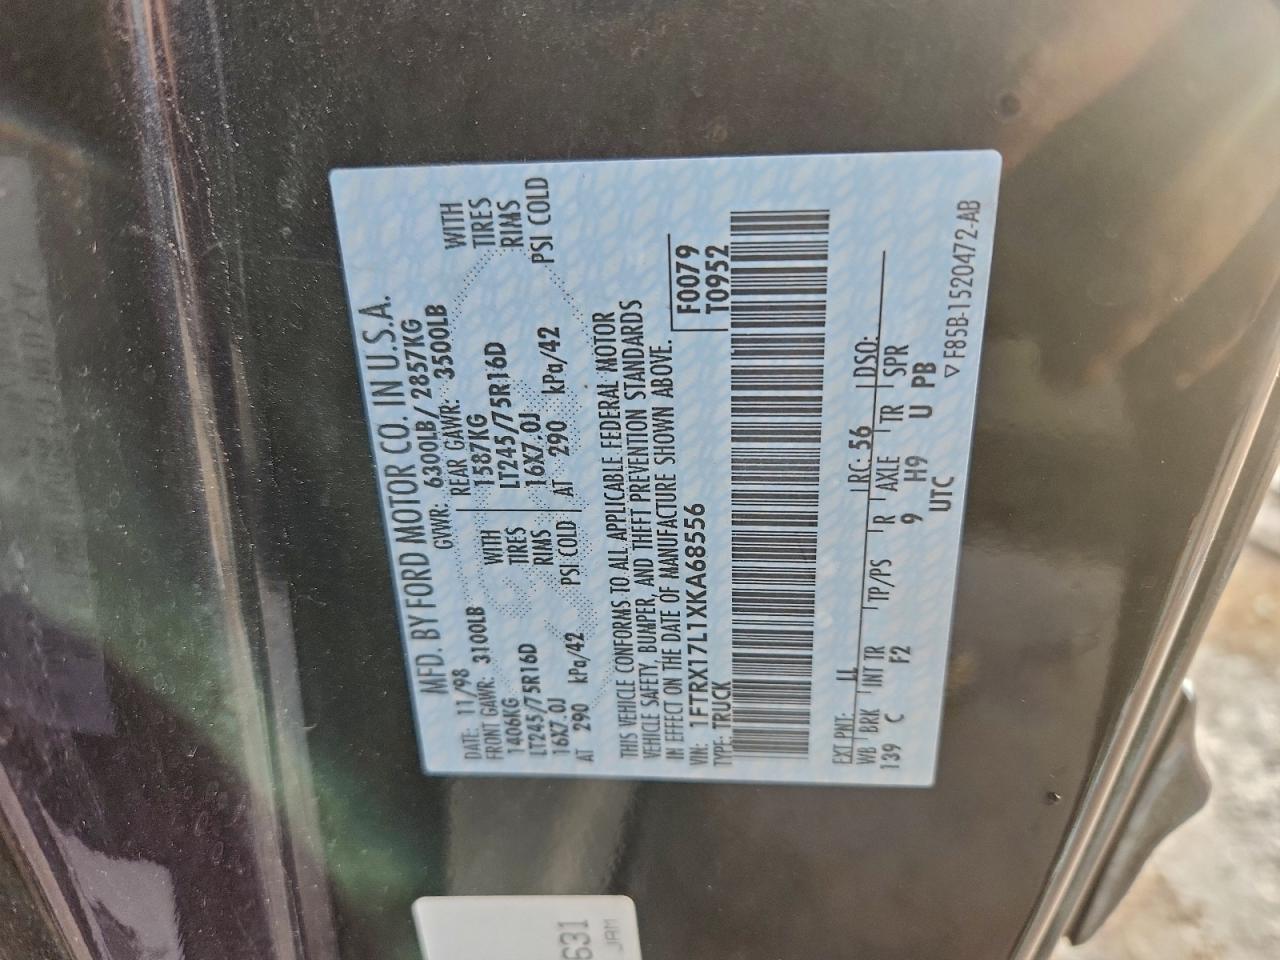 MFD. BY FORD MOTOR CO. IN U.S.A.
DATE: 11/98 GVWR: 6300LB/ 2857KG
FRONT GAWR: 3100LB REAR GAWR: 3500LB
1406KG WITH 1587KG WITH
LT245/75R16D TIRES LT245/75R16D TIRES
16X7.0J RIMS 16X7.0J RIMS
AT 290 kPa/42 PSI COLD AT 290 kPa/42 PSI COLD
THIS VEHICLE CONFORMS TO ALL APPLICABLE FEDERAL MOTOR
VEHICLE SAFETY, BUMPER, AND THEFT PREVENTION STANDARDS
IN EFFECT ON THE DATE OF MANUFACTURE SHOWN ABOVE.
VIN: 1FTRX17L1XKA68556 F0079
TYPE: TRUCK T0952
EXT PNT: LL RC: 56 DSO:
WB BRK INT TR TP/PS R AXLE TR SPR
139 C F2 9 H9 U PB
UTC
▽ F85B-1520472-AB
631
JAM